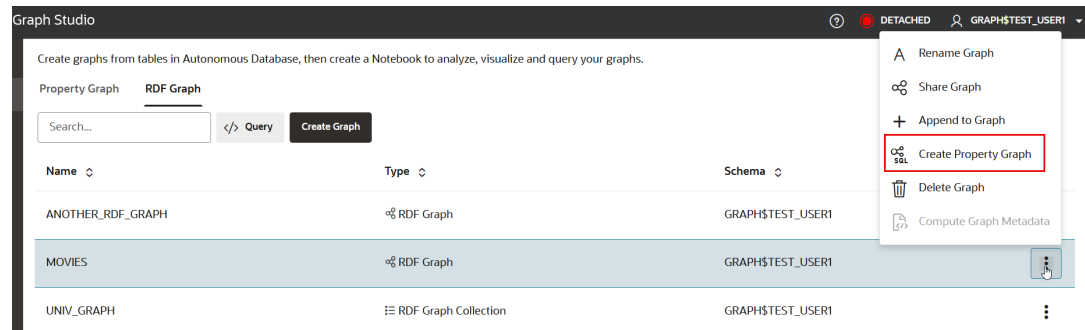 Graph Studio
? DETACHED GRAPH$TEST_USER1
Create graphs from tables in Autonomous Database, then create a Notebook to analyze, visualize and query your graphs.
Property Graph RDF Graph
Search... </> Query Create Graph
Name Type Schema
ANOTHER_RDF_GRAPH RDF Graph GRAPH$TEST_USER1
MOVIES RDF Graph GRAPH$TEST_USER1
UNIV_GRAPH RDF Graph Collection GRAPH$TEST_USER1
A Rename Graph
Share Graph
+ Append to Graph
SQL Create Property Graph
Delete Graph
</> Compute Graph Metadata